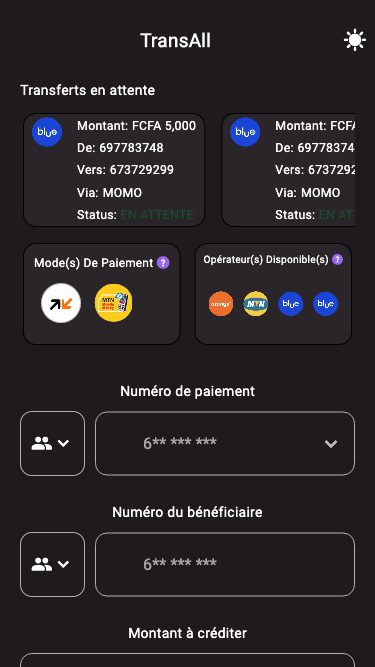 TransAll
Transferts en attente
blue
Montant: FCFA 5,000
De: 697783748
Vers: 673729299
Via: MOMO
Status: EN ATTENTE
blue
Montant: FCFA
De: 6977834
Vers: 673729
Via: MOMO
Status: EN AT
Mode(s) De Paiement ?
Opérateur(s) Disponible(s) ?
MTN
orange
MTN
blue
blue
Numéro de paiement
6** *** ***
Numéro du bénéficiaire
6** *** ***
Montant à créditer